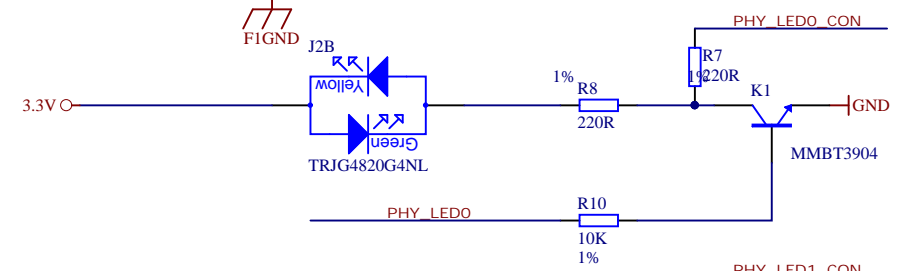 PHY_LED0_CON
F1GND
J2B
R7
1%
1%
220R
Yellow
R8
K1
3.3V
GND
220R
Green
MMBT3904
TRJG4820G4NL
R10
PHY_LED0
10K
1%
PHY_LED1_CON